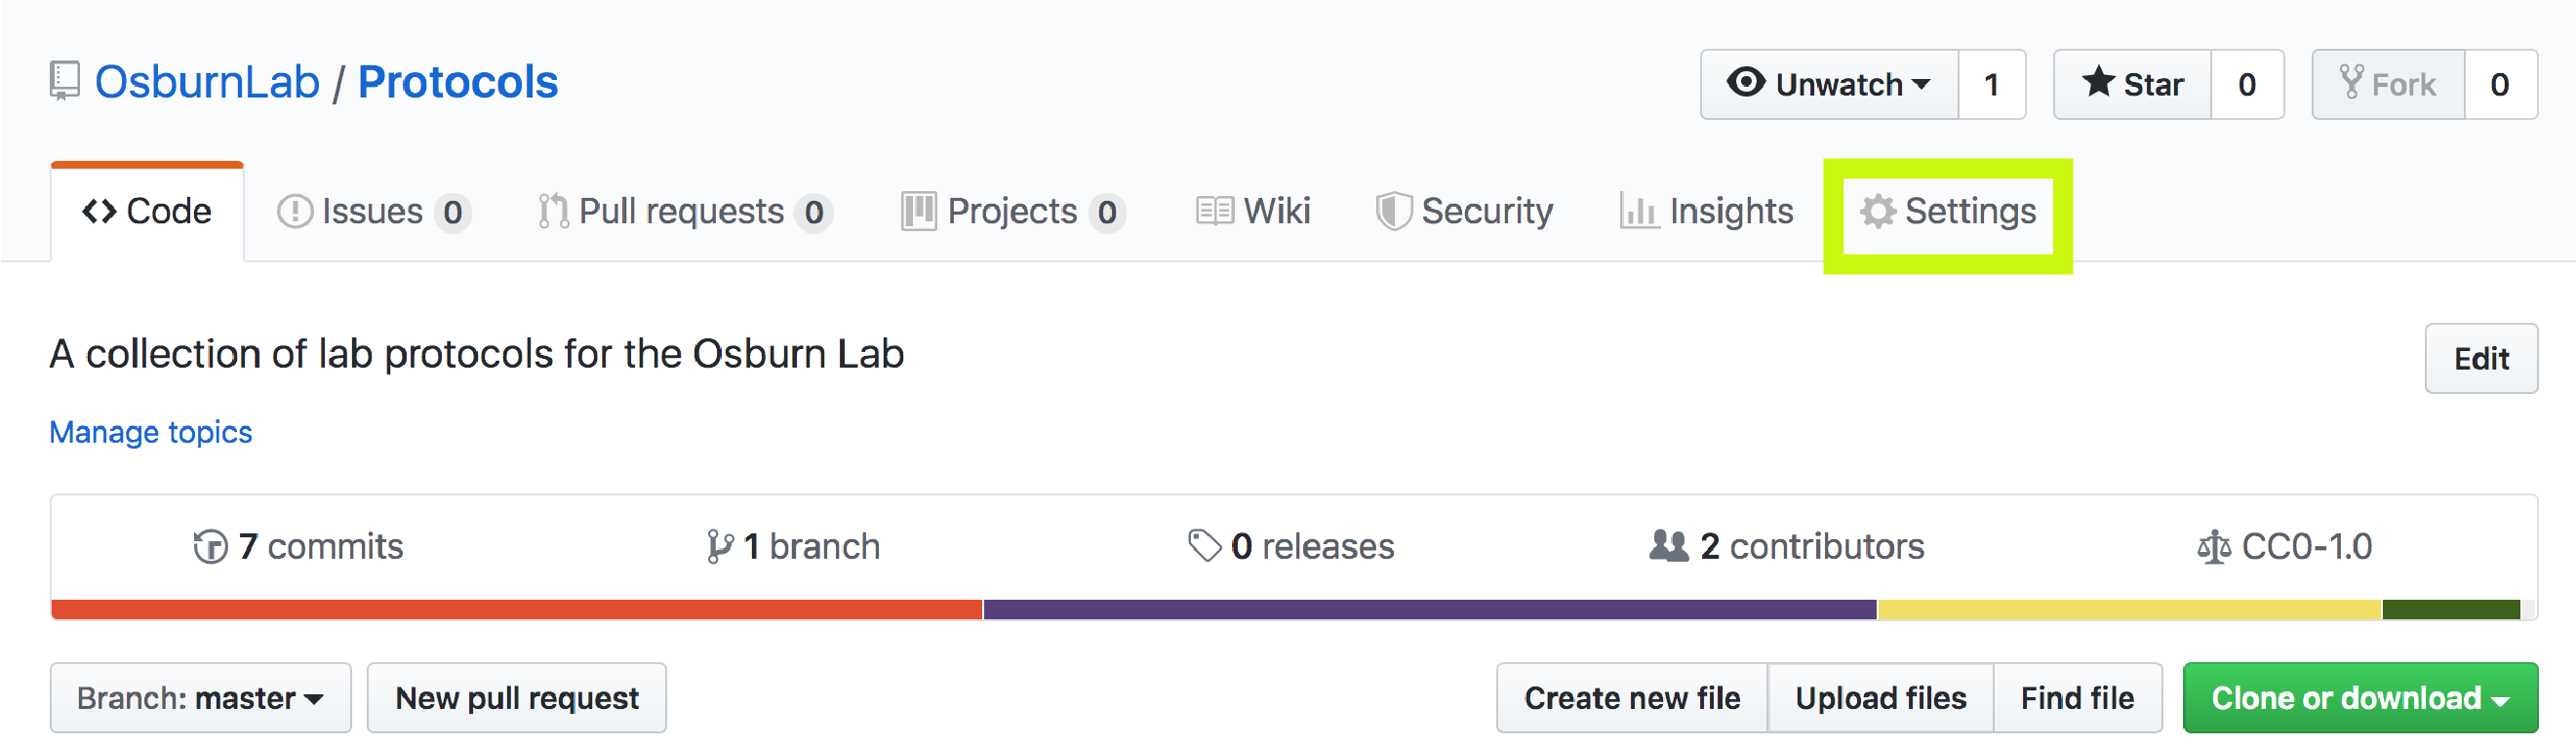 OsburnLab / Protocols
Unwatch 1 Star 0 Fork 0
Code Issues 0 Pull requests 0 Projects 0 Wiki Security Insights Settings
A collection of lab protocols for the Osburn Lab
Edit
Manage topics
7 commits 1 branch 0 releases 2 contributors CC0-1.0
Branch: master New pull request Create new file Upload files Find file Clone or download